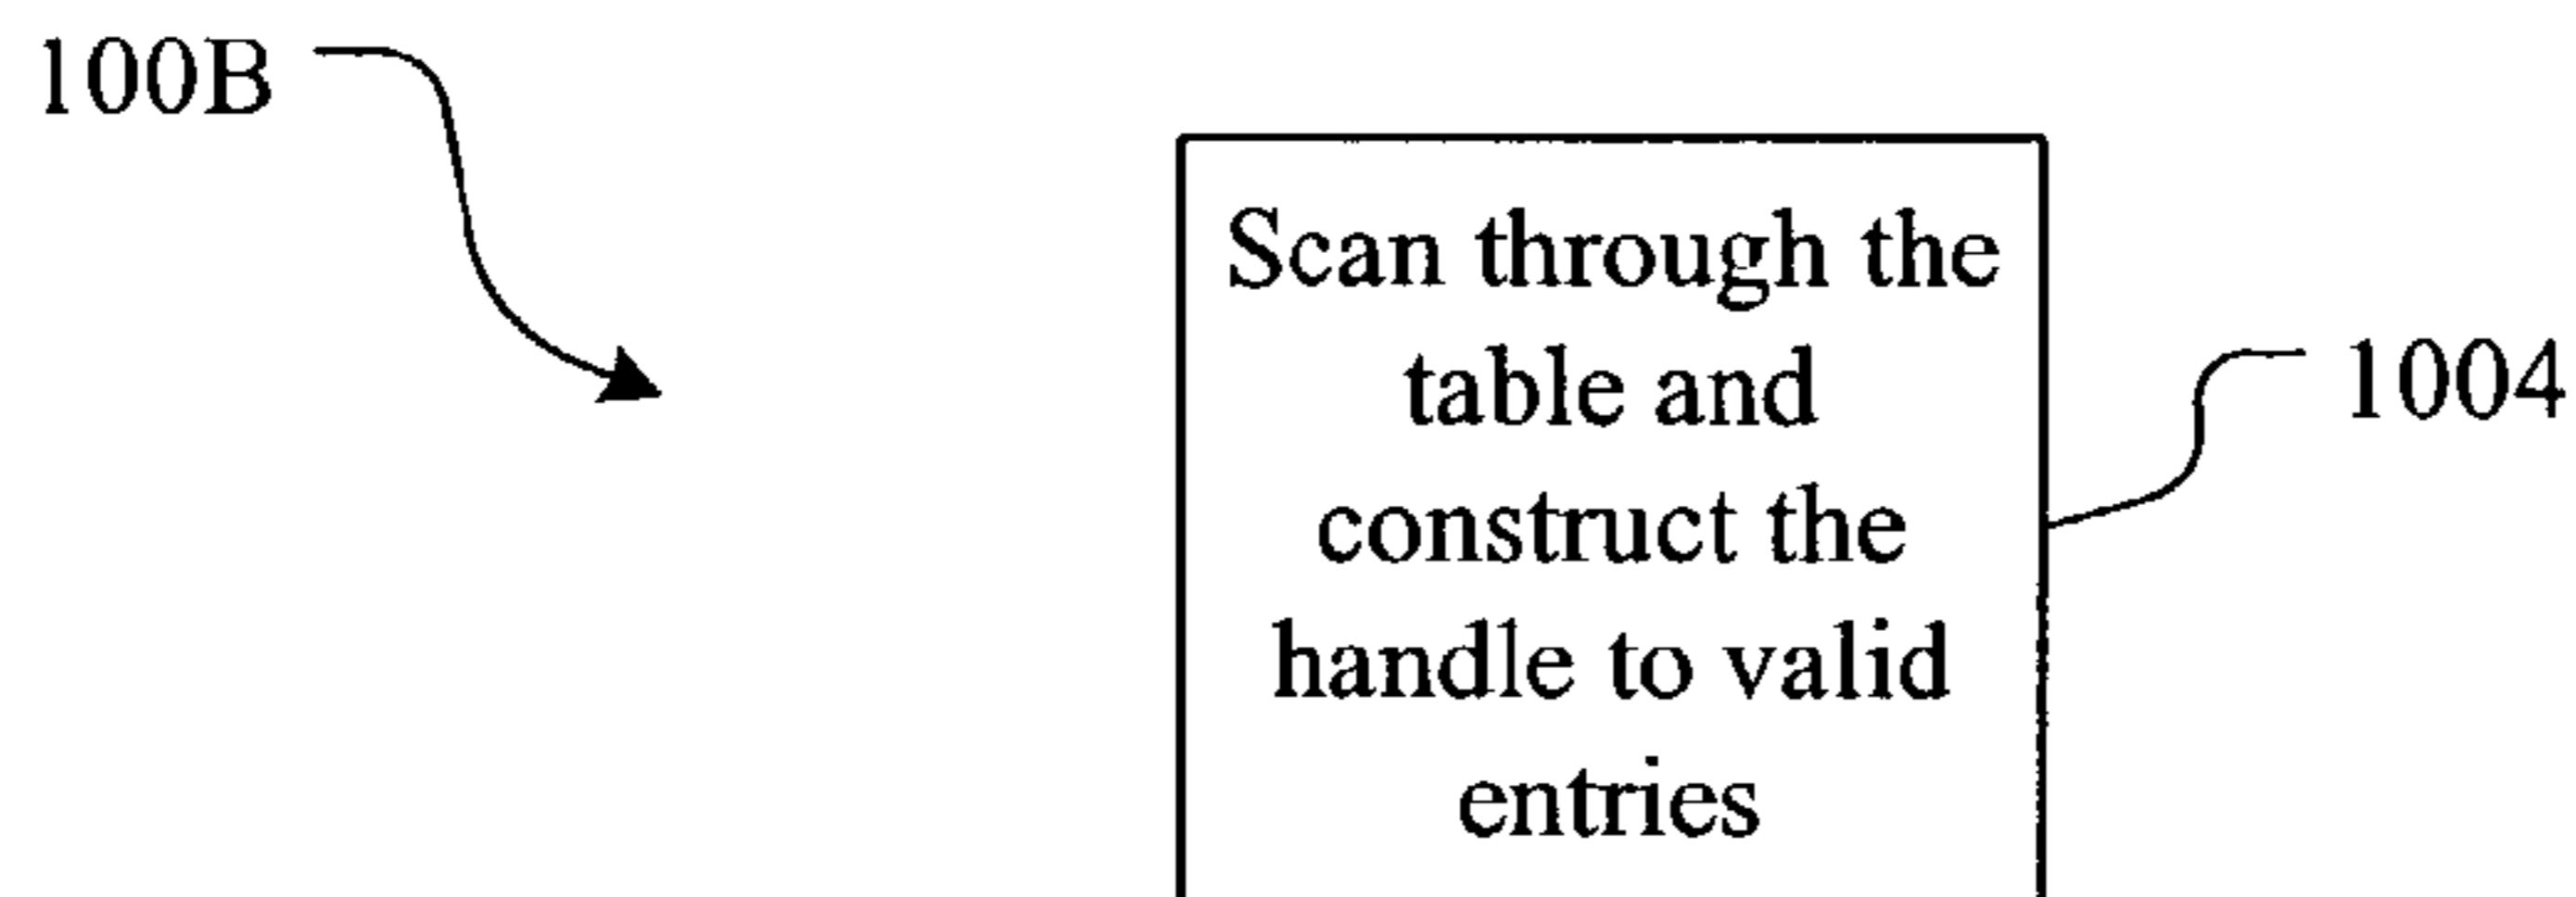 100B
Scan through the
table and
construct the
handle to valid
entries
1004